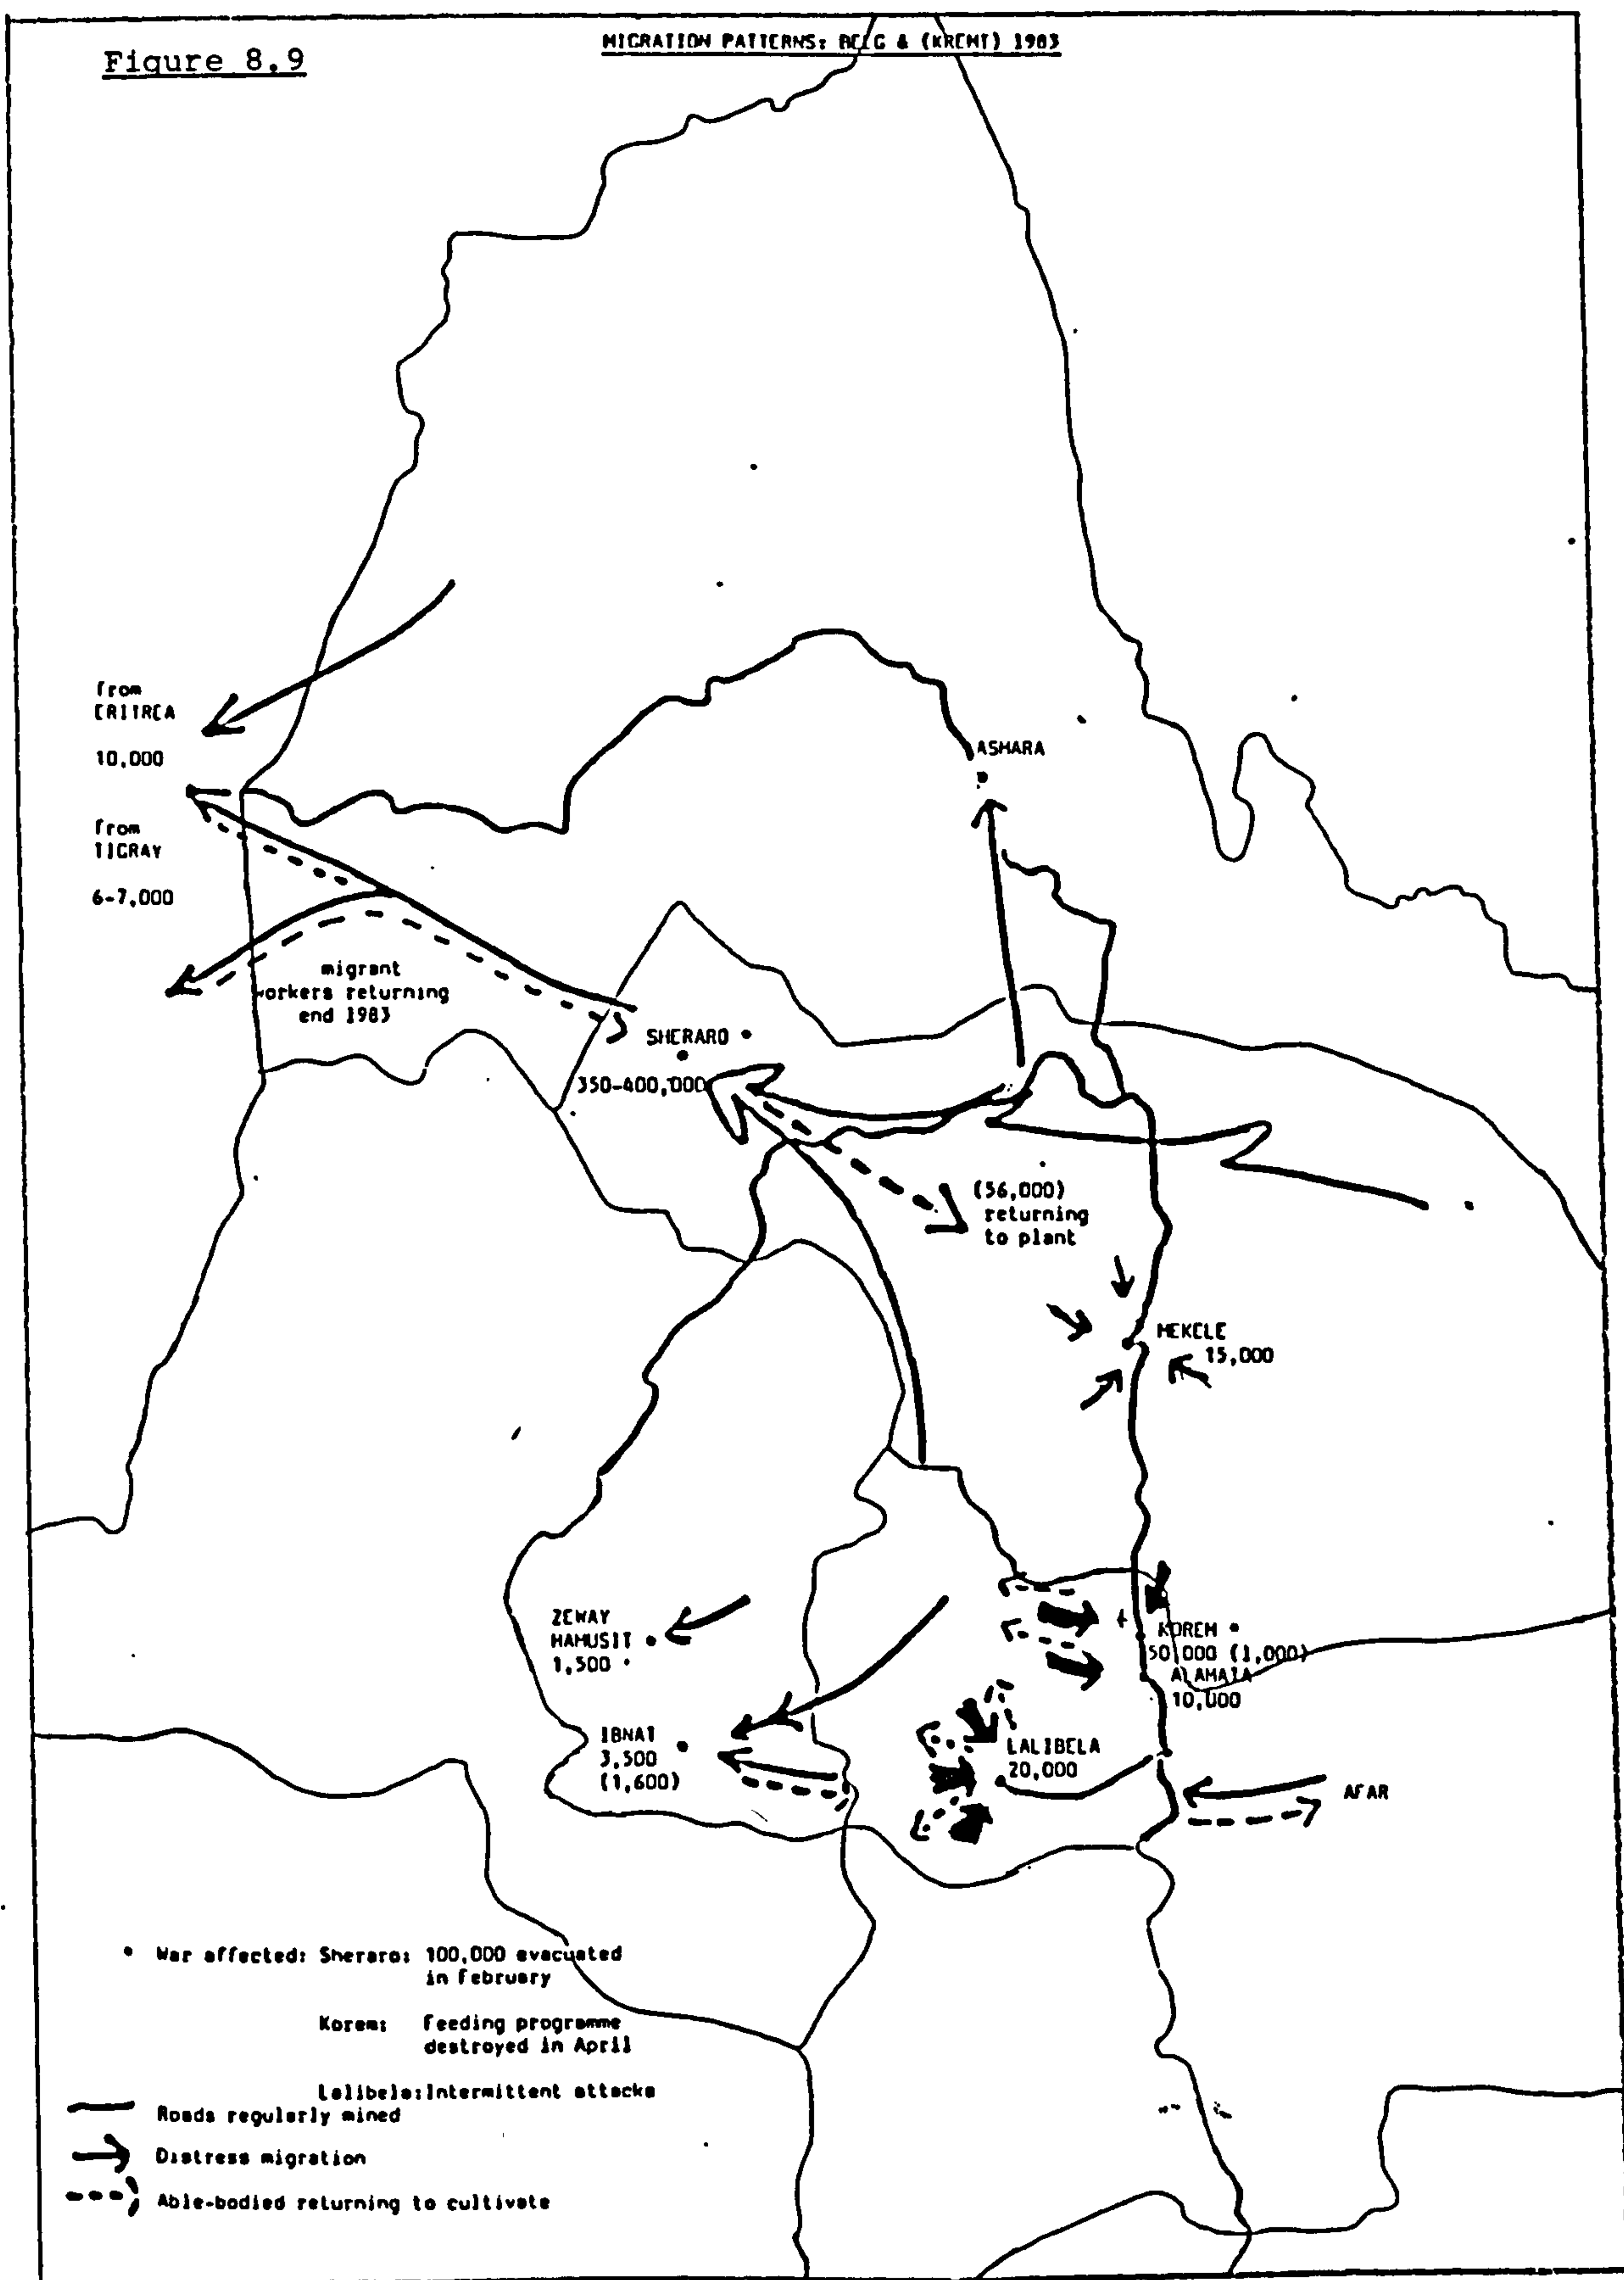 Figure 8.9
MIGRATION PATTERNS: BELG & (KREMT) 1983
from
ERITREA
10,000
from
TIGRAY
6-7,000
migrant
workers returning
end 1983
ASMARA
SHERARO
350-400,000
(56,000)
returning
to plant
MEKELE
15,000
ZEWAY
HAMUSIT
1,500
KOREM
50,000 (1,000)
ALAMATA
10,000
IBNAT
3,500
(1,600)
LALIBELA
20,000
AFAR
War affected: Sheraro: 100,000 evacuated
in February
Korem: Feeding programme
destroyed in April
Lalibela: Intermittent attacks
Roads regularly mined
Distress migration
Able-bodied returning to cultivate